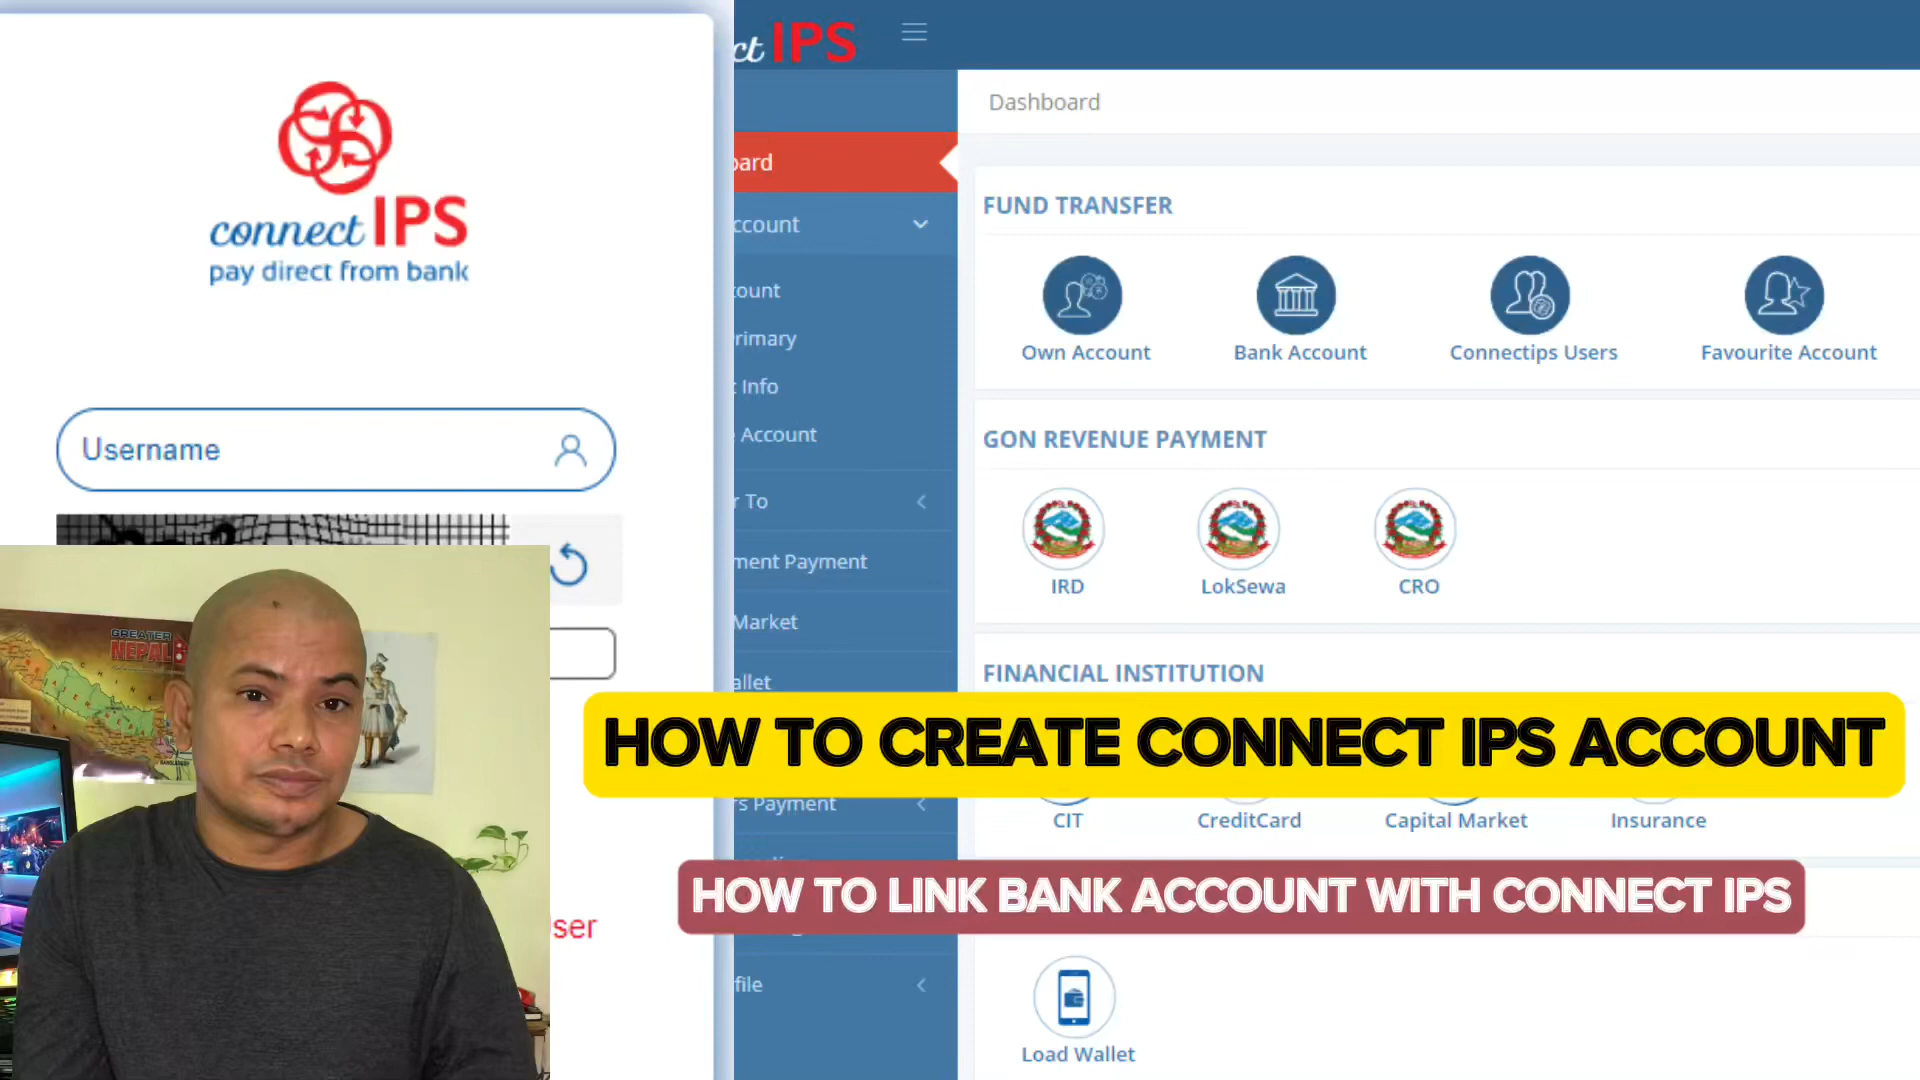 connect IPS
pay direct from bank
Username
ser
ct IPS
Dashboard
ard
ccount
ount
rimary
t Info
e Account
r To
ment Payment
Market
allet
rs Payment
file
FUND TRANSFER
Own Account
Bank Account
Connectips Users
Favourite Account
GON REVENUE PAYMENT
IRD
LokSewa
CRO
FINANCIAL INSTITUTION
HOW TO CREATE CONNECT IPS ACCOUNT
CIT
CreditCard
Capital Market
Insurance
HOW TO LINK BANK ACCOUNT WITH CONNECT IPS
Load Wallet
GREATER
NEPAL